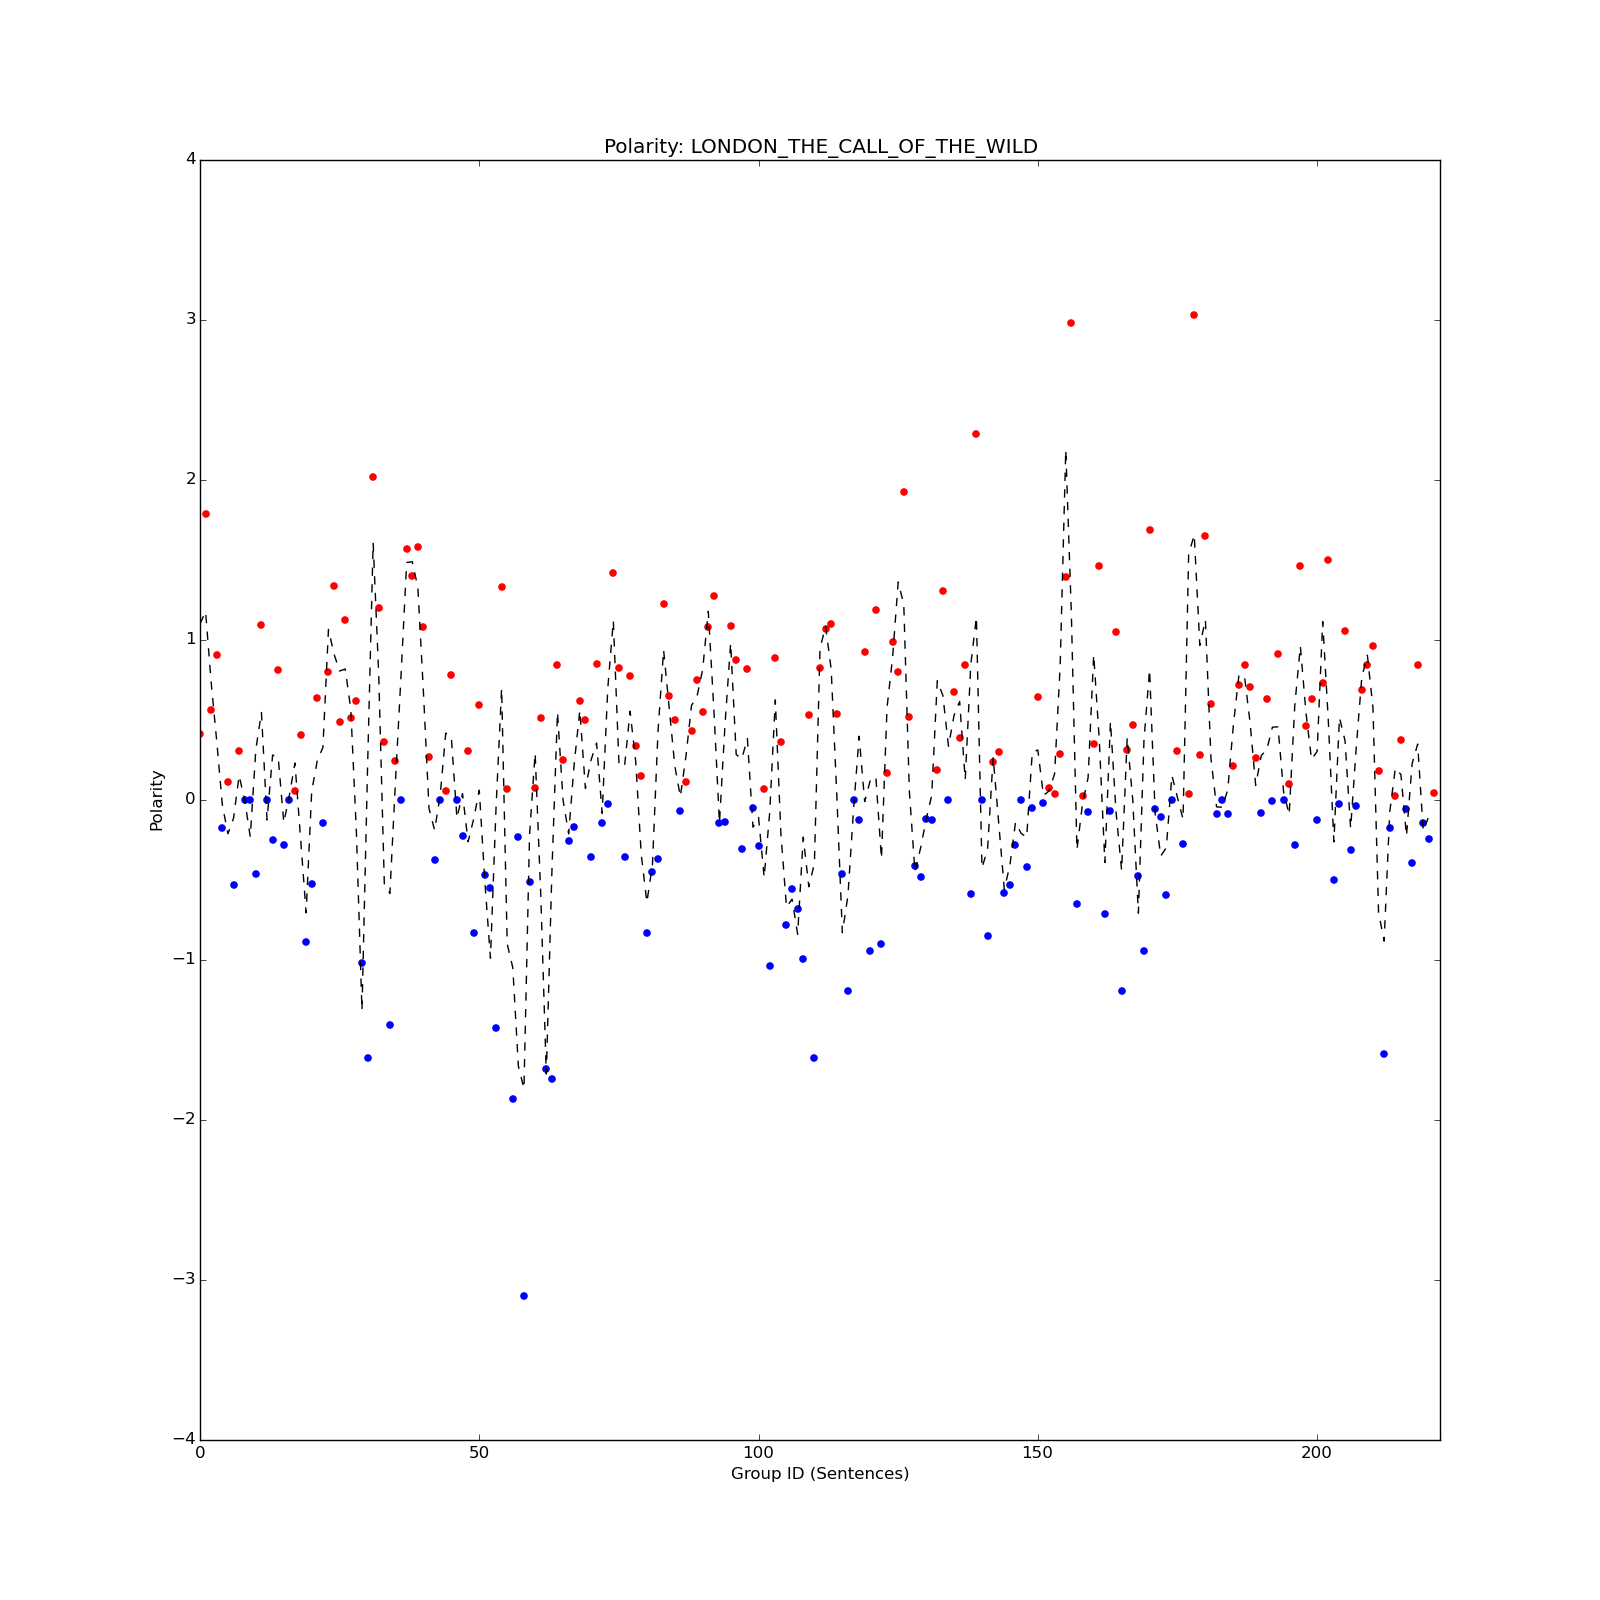 Polarity: LONDON_THE_CALL_OF_THE_WILD
4
3
2
1
0
−1
−2
−3
−4
Polarity
0 50 100 150 200
Group ID (Sentences)